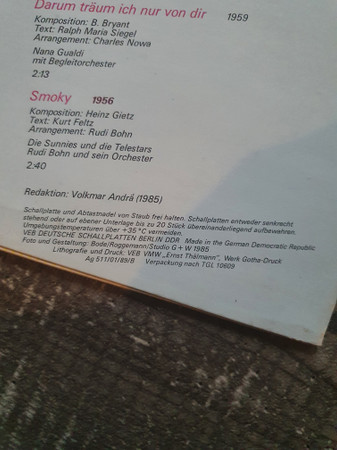 Darum träum ich nur von dir 1959
Komposition: B. Bryant
Text: Ralph Maria Siegel
Arrangement: Charles Nowa
Nana Gualdi
mit Begleitorchester
2:13
Smoky 1956
Komposition: Heinz Gietz
Text: Kurt Feltz
Arrangement: Rudi Bohn
Die Sunnies und die Telestars
Rudi Bohn und sein Orchester
2:40
Redaktion: Volkmar Andrä (1985)
Schallplatte und Abtastnadel von Staub frei halten. Schallplatten entweder senkrecht
stehend oder auf ebener Unterlage bis zu 20 Stück übereinanderliegend aufbewahren.
Umgebungstemperaturen über +35°C vermeiden.
VEB DEUTSCHE SCHALLPLATTEN BERLIN DDR Made in the German Democratic Republic
Foto und Gestaltung: Bode/Roggemann/Studio G+W 1985
Lithografie und Druck: VEB VMW „Ernst Thälmann", Werk Gotha-Druck
Ag 511/01/89/B Verpackung nach TGL 10609